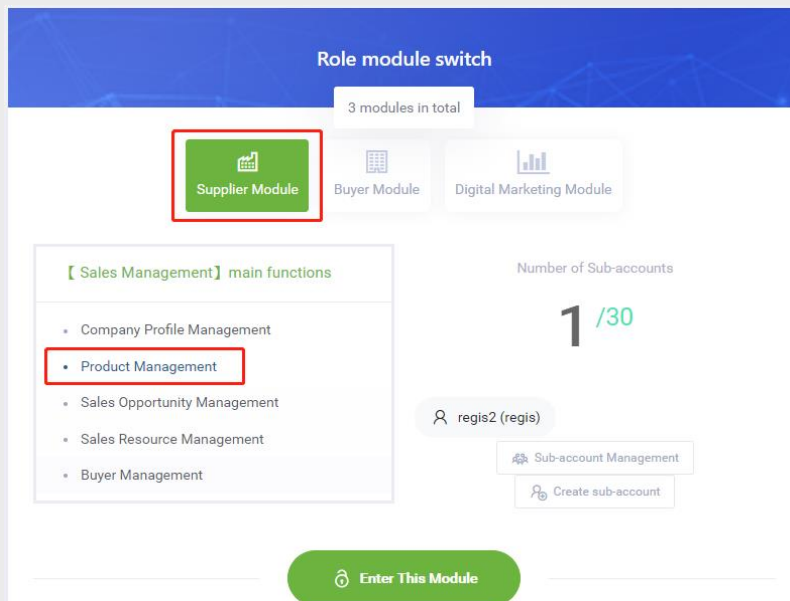 Role module switch
3 modules in total
Supplier Module
Buyer Module
Digital Marketing Module
【 Sales Management】main functions
Company Profile Management
Product Management
Sales Opportunity Management
Sales Resource Management
Buyer Management
Number of Sub-accounts
1 /30
regis2 (regis)
Sub-account Management
Create sub-account
Enter This Module